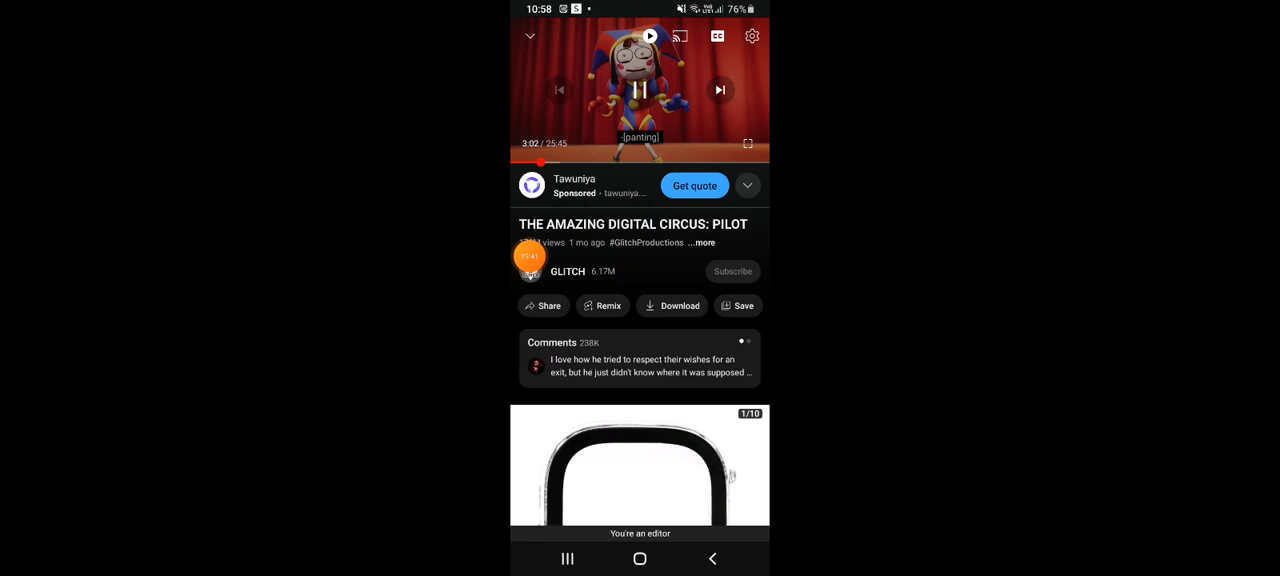 10:58 S 76%
CC
-[panting]
3:02 / 25:45
Tawuniya
Sponsored · tawuniya....
Get quote
THE AMAZING DIGITAL CIRCUS: PILOT
views 1 mo ago #GlitchProductions ...more
19:41
GLITCH 6.17M Subscribe
Share Remix Download Save
Comments 238K
I love how he tried to respect their wishes for an
exit, but he just didn't know where it was supposed ...
1/10
You're an editor